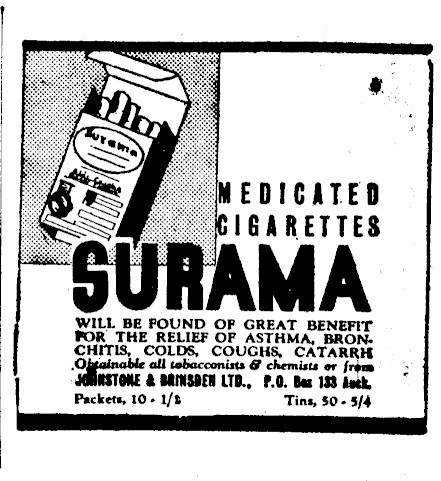 SURAMA
MEDICATED
CIGARETTES
SURAMA
WILL BE FOUND OF GREAT BENEFIT
FOR THE RELIEF OF ASTHMA, BRON-
CHITIS, COLDS, COUGHS, CATARRH
Obtainable all tobacconists & chemists or from
JOHNSTONE & BRINSDEN LTD., P.O. Box 133 Auck.
Packets, 10 - 1/2 Tins, 50 - 5/4